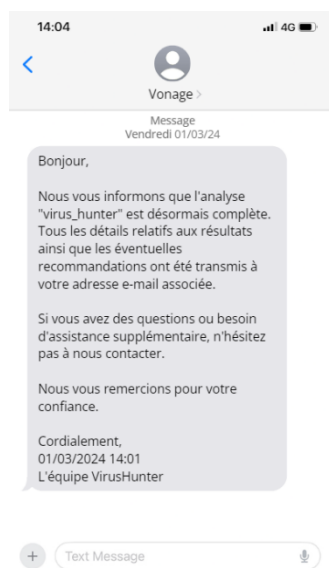 14:04
4G
Vonage >
Message
Vendredi 01/03/24
Bonjour,
Nous vous informons que l'analyse
"virus_hunter" est désormais complète.
Tous les détails relatifs aux résultats
ainsi que les éventuelles
recommandations ont été transmis à
votre adresse e-mail associée.
Si vous avez des questions ou besoin
d'assistance supplémentaire, n'hésitez
pas à nous contacter.
Nous vous remercions pour votre
confiance.
Cordialement,
01/03/2024 14:01
L'équipe VirusHunter
Text Message